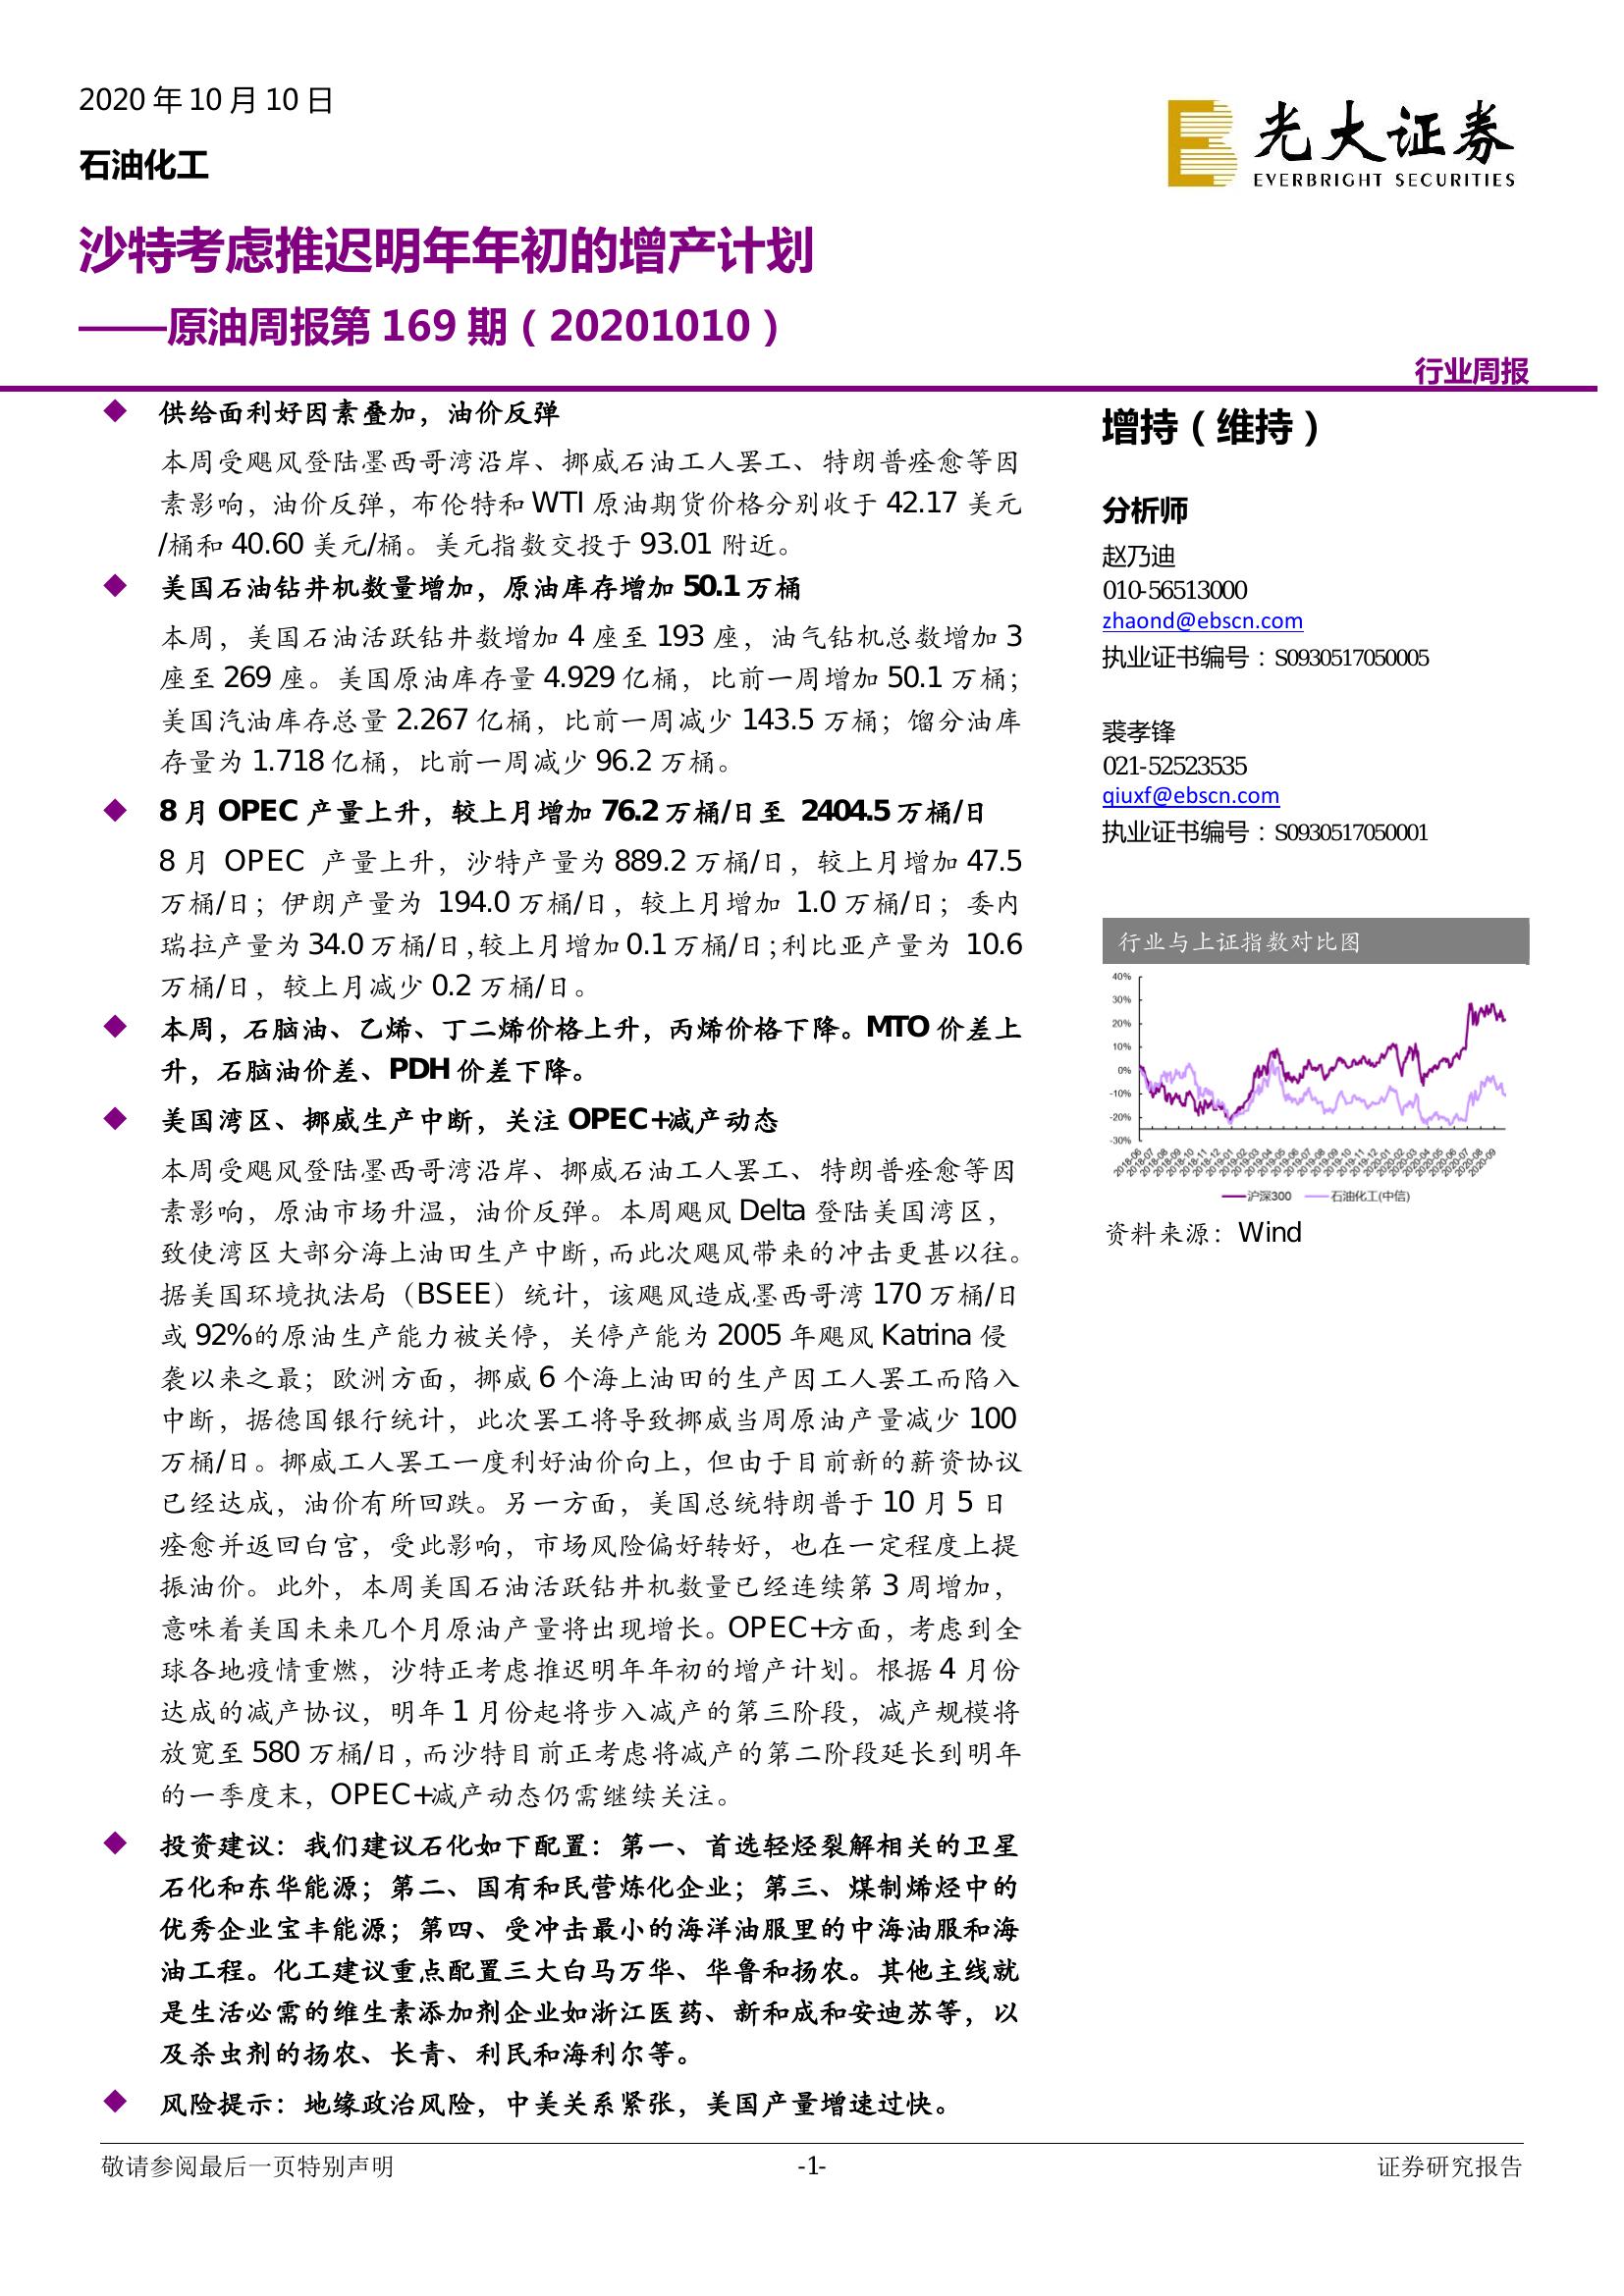 2020 年 10 月 10 日
石油化工
光大证券
EVERBRIGHT SECURITIES
沙特考虑推迟明年年初的增产计划
——原油周报第 169 期（20201010）
行业周报
◆ 供给面利好因素叠加，油价反弹
本周受飓风登陆墨西哥湾沿岸、挪威石油工人罢工、特朗普痊愈等因
素影响，油价反弹，布伦特和 WTI 原油期货价格分别收于 42.17 美元
/桶和 40.60 美元/桶。美元指数交投于 93.01 附近。
◆ 美国石油钻井机数量增加，原油库存增加 50.1 万桶
本周，美国石油活跃钻井数增加 4 座至 193 座，油气钻机总数增加 3
座至 269 座。美国原油库存量 4.929 亿桶，比前一周增加 50.1 万桶；
美国汽油库存总量 2.267 亿桶，比前一周减少 143.5 万桶；馏分油库
存量为 1.718 亿桶，比前一周减少 96.2 万桶。
◆ 8 月 OPEC 产量上升，较上月增加 76.2 万桶/日至 2404.5 万桶/日
8 月 OPEC 产量上升，沙特产量为 889.2 万桶/日，较上月增加 47.5
万桶/日；伊朗产量为 194.0 万桶/日，较上月增加 1.0 万桶/日；委内
瑞拉产量为 34.0 万桶/日，较上月增加 0.1 万桶/日；利比亚产量为 10.6
万桶/日，较上月减少 0.2 万桶/日。
◆ 本周，石脑油、乙烯、丁二烯价格上升，丙烯价格下降。MTO 价差上
升，石脑油价差、PDH 价差下降。
◆ 美国湾区、挪威生产中断，关注 OPEC+减产动态
本周受飓风登陆墨西哥湾沿岸、挪威石油工人罢工、特朗普痊愈等因
素影响，原油市场升温，油价反弹。本周飓风 Delta 登陆美国湾区，
致使湾区大部分海上油田生产中断，而此次飓风带来的冲击更甚以往。
据美国环境执法局（BSEE）统计，该飓风造成墨西哥湾 170 万桶/日
或 92%的原油生产能力被关停，关停产能为 2005 年飓风 Katrina 侵
袭以来之最；欧洲方面，挪威 6 个海上油田的生产因工人罢工而陷入
中断，据德国银行统计，此次罢工将导致挪威当周原油产量减少 100
万桶/日。挪威工人罢工一度利好油价向上，但由于目前新的薪资协议
已经达成，油价有所回跌。另一方面，美国总统特朗普于 10 月 5 日
痊愈并返回白宫，受此影响，市场风险偏好转好，也在一定程度上提
振油价。此外，本周美国石油活跃钻井机数量已经连续第 3 周增加，
意味着美国未来几个月原油产量将出现增长。OPEC+方面，考虑到全
球各地疫情重燃，沙特正考虑推迟明年年初的增产计划。根据 4 月份
达成的减产协议，明年 1 月份起将步入减产的第三阶段，减产规模将
放宽至 580 万桶/日，而沙特目前正考虑将减产的第二阶段延长到明年
的一季度末，OPEC+减产动态仍需继续关注。
◆ 投资建议：我们建议石化如下配置：第一、首选轻烃裂解相关的卫星
石化和东华能源；第二、国有和民营炼化企业；第三、煤制烯烃中的
优秀企业宝丰能源；第四、受冲击最小的海洋油服里的中海油服和海
油工程。化工建议重点配置三大白马万华、华鲁和扬农。其他主线就
是生活必需的维生素添加剂企业如浙江医药、新和成和安迪苏等，以
及杀虫剂的扬农、长青、利民和海利尔等。
◆ 风险提示：地缘政治风险，中美关系紧张，美国产量增速过快。
增持（维持）
分析师
赵乃迪
010-56513000
zhaond@ebscn.com
执业证书编号：S0930517050005
裘孝锋
021-52523535
qiuxf@ebscn.com
执业证书编号：S0930517050001
行业与上证指数对比图
40%
30%
20%
10%
0%
-10%
-20%
-30%
2018-06 2018-07 2018-08 2018-09 2018-10 2018-11 2018-12 2019-01 2019-02 2019-03 2019-04 2019-05 2019-06 2019-07 2019-08 2019-09 2019-10 2019-11 2019-12 2020-01 2020-02 2020-03 2020-04 2020-05 2020-06 2020-07 2020-08 2020-09
沪深300 石油化工(中信)
资料来源：Wind
敬请参阅最后一页特别声明 -1- 证券研究报告